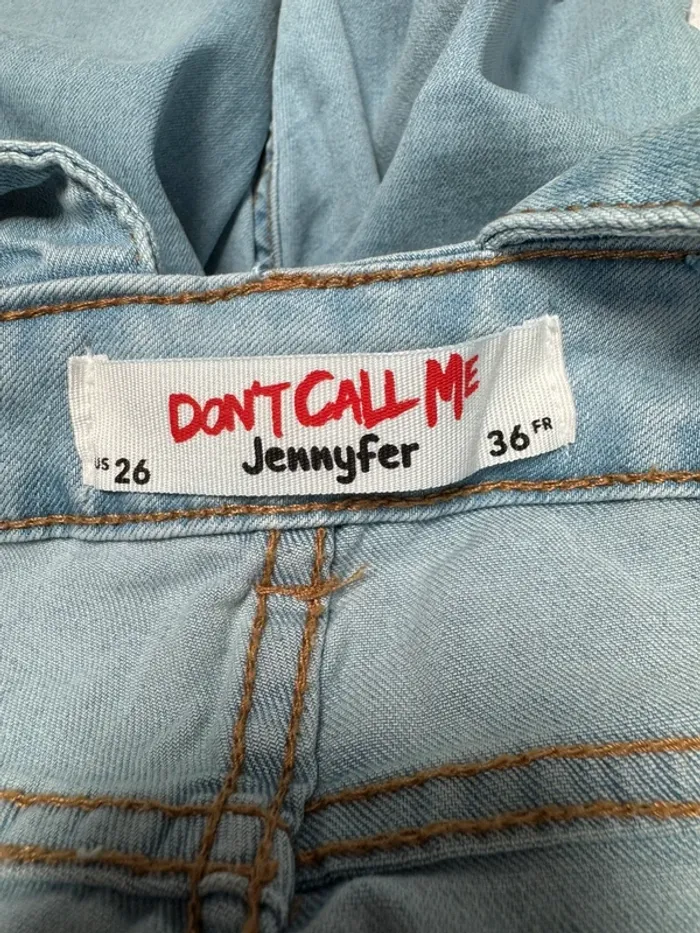 DON'T CALL ME
Jennyfer
US 26
36 FR